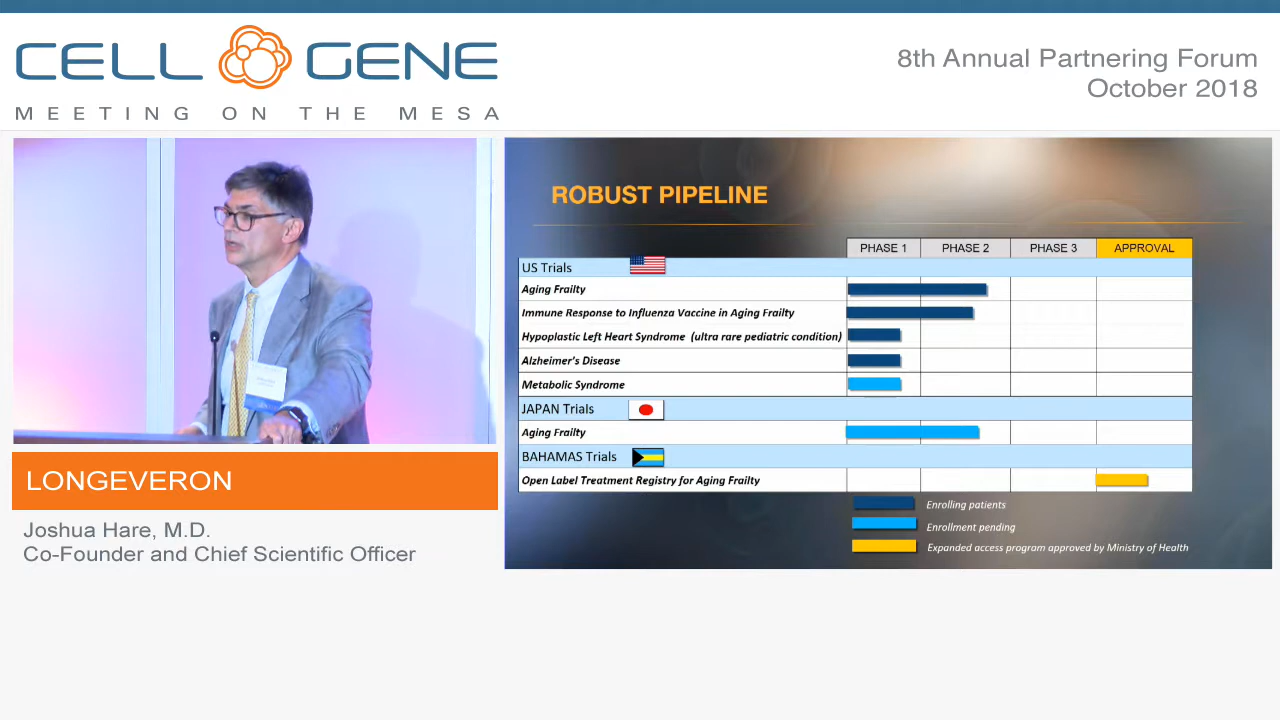 CELL GENE
MEETING ON THE MESA
8th Annual Partnering Forum
October 2018
ROBUST PIPELINE
PHASE 1 PHASE 2 PHASE 3 APPROVAL
US Trials
Aging Frailty
Immune Response to Influenza Vaccine in Aging Frailty
Hypoplastic Left Heart Syndrome (ultra rare pediatric condition)
Alzheimer's Disease
Metabolic Syndrome
JAPAN Trials
Aging Frailty
BAHAMAS Trials
Open Label Treatment Registry for Aging Frailty
Enrolling patients
Enrollment pending
Expanded access program approved by Ministry of Health
LONGEVERON
Joshua Hare, M.D.
Co-Founder and Chief Scientific Officer